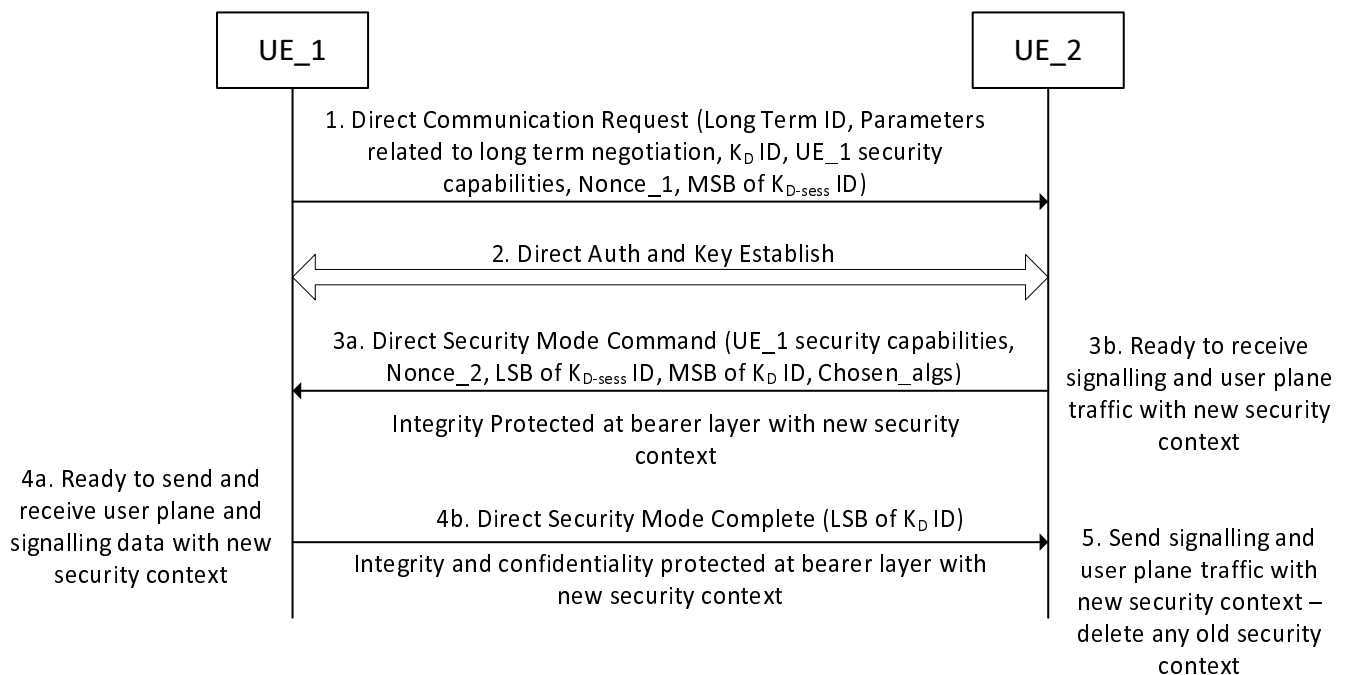 UE_1
UE_2
1. Direct Communication Request (Long Term ID, Parameters
related to long term negotiation, KD ID, UE_1 security
capabilities, Nonce_1, MSB of KD-sess ID)
2. Direct Auth and Key Establish
3a. Direct Security Mode Command (UE_1 security capabilities,
Nonce_2, LSB of KD-sess ID, MSB of KD ID, Chosen_algs)
Integrity Protected at bearer layer with new security
context
3b. Ready to receive
signalling and user plane
traffic with new security
context
4a. Ready to send and
receive user plane and
signalling data with new
security context
4b. Direct Security Mode Complete (LSB of KD ID)
Integrity and confidentiality protected at bearer layer with
new security context
5. Send signalling and
user plane traffic with
new security context –
delete any old security
context